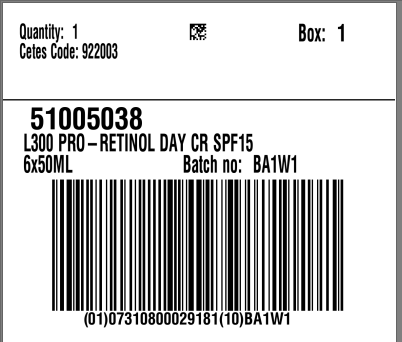 Quantity: 1
Box: 1
Cetes Code: 922003
51005038
L300 PRO-RETINOL DAY CR SPF15
6x50ML Batch no: BA1W1
(01)07310800029181(10)BA1W1